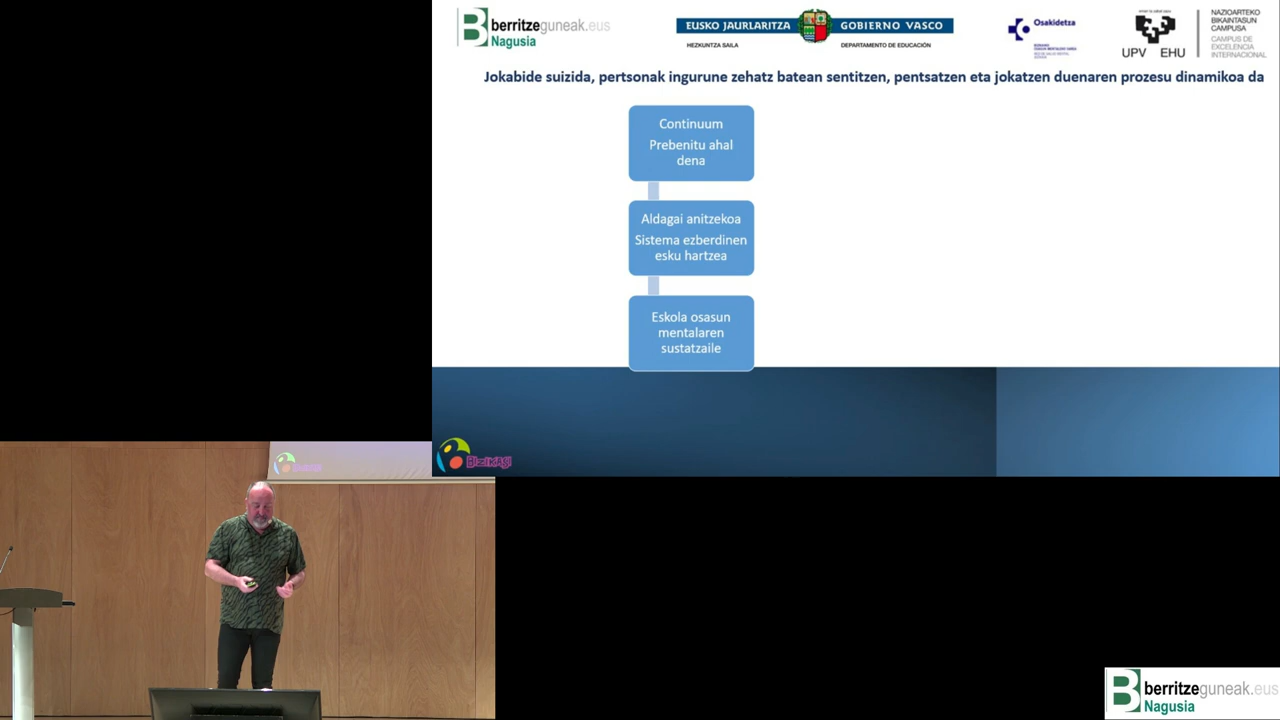 berritzeguneak.eus
Nagusia
EUSKO JAURLARITZA
GOBIERNO VASCO
HEZKUNTZA SAILA
DEPARTAMENTO DE EDUCACIÓN
Osakidetza
UPV EHU
NAZIOARTEKO
BIKAINTASUN
CAMPUSA
CAMPUS DE
EXCELENCIA
INTERNACIONAL
Jokabide suizida, pertsonak ingurune zehatz batean sentitzen, pentsatzen eta jokatzen duenaren prozesu dinamikoa da
Continuum
Prebenitu ahal
dena
Aldagai anitzekoa
Sistema ezberdinen
esku hartzea
Eskola osasun
mentalaren
sustatzaile
BIZIKASI
berritzeguneak.eus
Nagusia